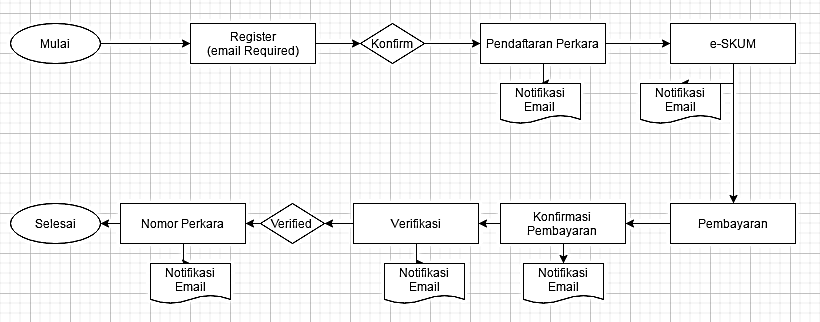 Mulai
Register
(email Required)
Konfirm
Pendaftaran Perkara
e-SKUM
Notifikasi
Email
Notifikasi
Email
Selesai
Nomor Perkara
Verified
Verifikasi
Konfirmasi
Pembayaran
Pembayaran
Notifikasi
Email
Notifikasi
Email
Notifikasi
Email